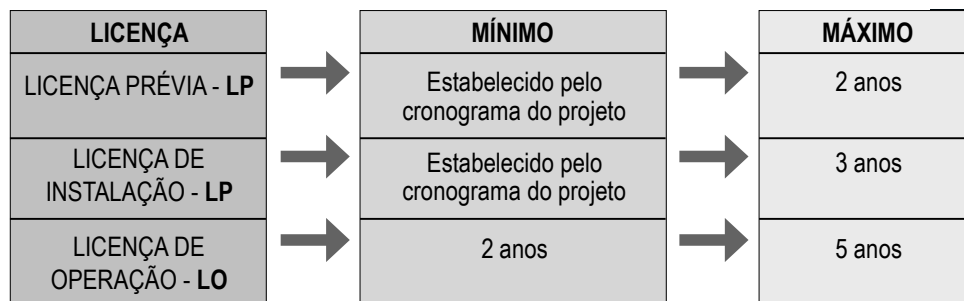 LICENÇA
MÍNIMO
MÁXIMO
LICENÇA PRÉVIA - LP
Estabelecido pelo
cronograma do projeto
2 anos
LICENÇA DE
INSTALAÇÃO - LP
Estabelecido pelo
cronograma do projeto
3 anos
LICENÇA DE
OPERAÇÃO - LO
2 anos
5 anos